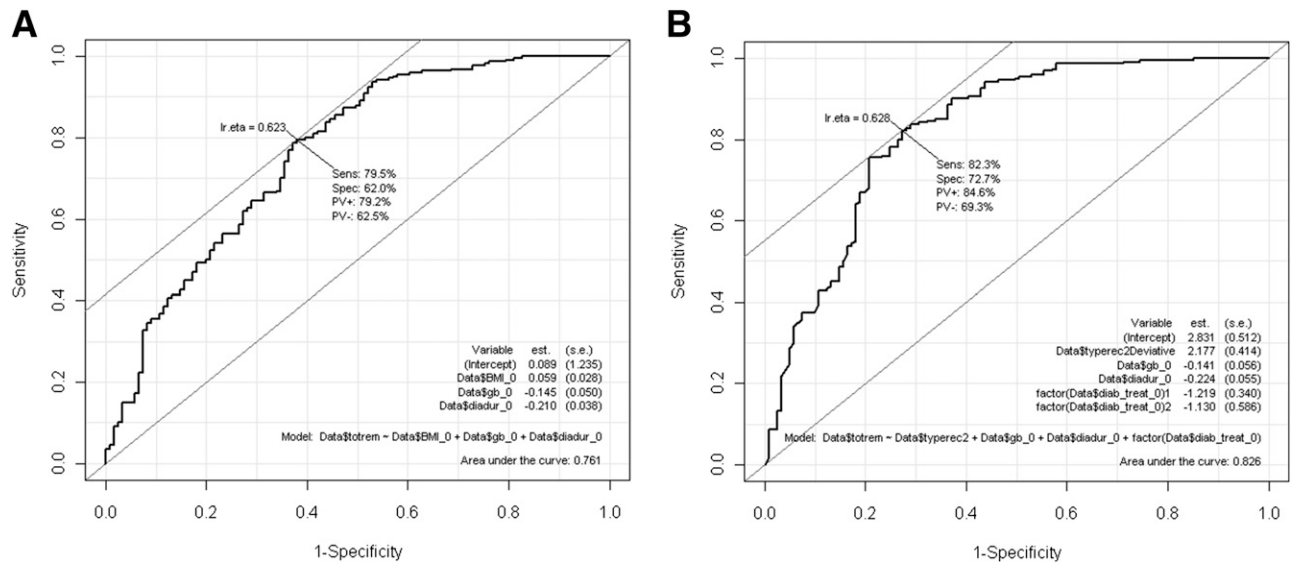 A
1.0
0.8
0.6
0.4
0.2
0.0
Sensitivity
lr.eta = 0.623
Sens: 79.5%
Spec: 62.0%
PV+: 79.2%
PV-: 62.5%
Variable est. (s.e.)
(Intercept) 0.089 (1.235)
Data$BMI_0 0.059 (0.028)
Data$gb_0 -0.145 (0.050)
Data$diadur_0 -0.210 (0.038)
Model: Data$totrem ~ Data$BMI_0 + Data$gb_0 + Data$diadur_0
Area under the curve: 0.761
0.0 0.2 0.4 0.6 0.8 1.0
1-Specificity
B
1.0
0.8
0.6
0.4
0.2
0.0
Sensitivity
lr.eta = 0.628
Sens: 82.3%
Spec: 72.7%
PV+: 84.6%
PV-: 69.3%
Variable est. (s.e.)
(Intercept) 2.831 (0.512)
Data$typerec2Deviative 2.177 (0.414)
Data$gb_0 -0.141 (0.056)
Data$diadur_0 -0.224 (0.055)
factor(Data$diab_treat_0)1 -1.219 (0.340)
factor(Data$diab_treat_0)2 -1.130 (0.586)
Model: Data$totrem ~ Data$typerec2 + Data$gb_0 + Data$diadur_0 + factor(Data$diab_treat_0)
Area under the curve: 0.826
0.0 0.2 0.4 0.6 0.8 1.0
1-Specificity